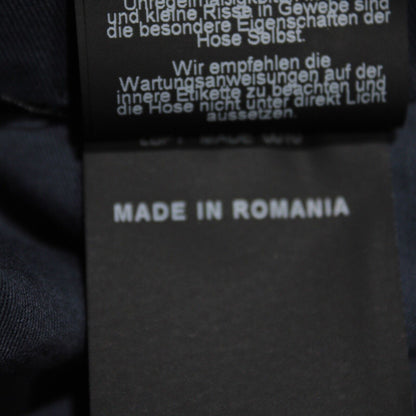 und kleine Risse in Gewebe sind
die besondere Eigenschaften der
Hose Selbst.
Wir empfehlen die
Wartungsanweisungen auf der
innere Etikette zu beachten und
die Hose nicht unter direkt Licht
aussetzen.
MADE IN ROMANIA